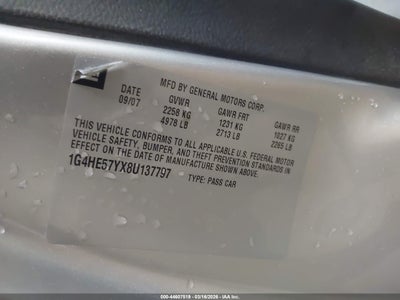 GM
MFD BY GENERAL MOTORS CORP.
DATE GVWR GAWR FRT GAWR RR
09/07 2258 KG 1231 KG 1027 KG
4978 LB 2713 LB 2265 LB
THIS VEHICLE CONFORMS TO ALL APPLICABLE U.S. FEDERAL MOTOR
VEHICLE SAFETY, BUMPER, AND THEFT PREVENTION STANDARDS IN
EFFECT ON THE DATE OF MANUFACTURE SHOWN ABOVE.
1G4HE57YX8U137797
TYPE: PASS CAR
000-44607019 - 03/16/2026 - IAA Inc.